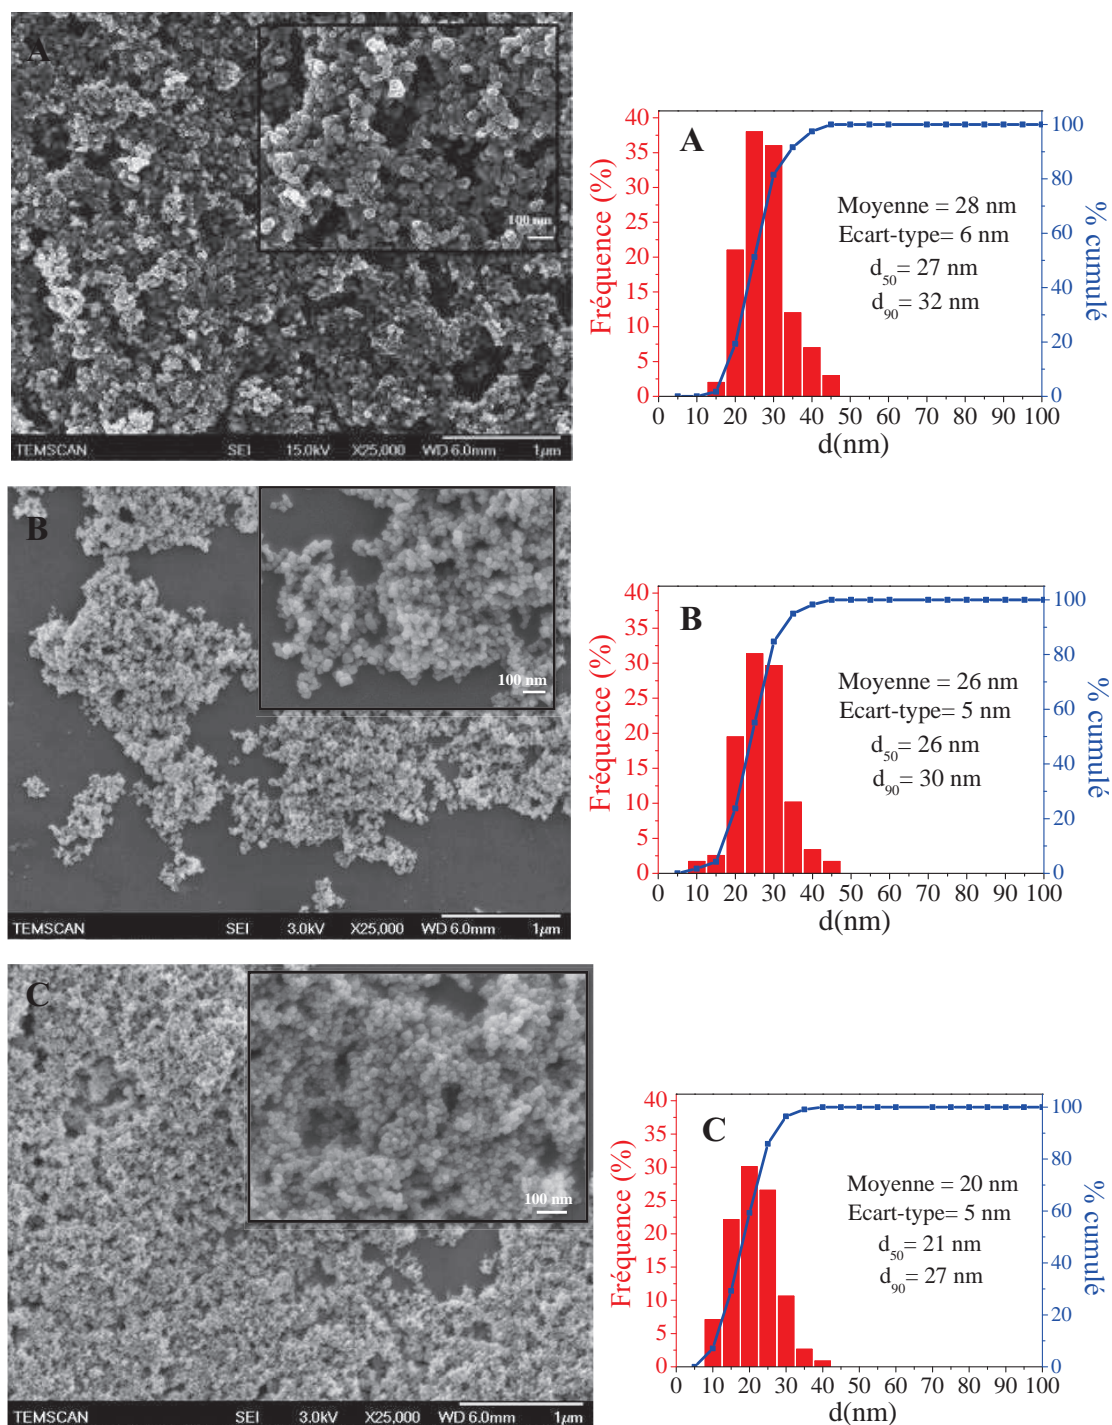 A
100 nm
TEMSCAN SEI 15.0kV X25,000 WD 6.0mm 1µm
A
Moyenne = 28 nm
Ecart-type= 6 nm
d50= 27 nm
d90= 32 nm
Fréquence (%)
40
35
30
25
20
15
10
5
0
% cumulé
100
80
60
40
20
0
0 10 20 30 40 50 60 70 80 90 100
d(nm)
B
100 nm
TEMSCAN SEI 3.0kV X25,000 WD 6.0mm 1µm
B
Moyenne = 26 nm
Ecart-type= 5 nm
d50= 26 nm
d90= 30 nm
Fréquence (%)
40
35
30
25
20
15
10
5
0
% cumulé
100
80
60
40
20
0
0 10 20 30 40 50 60 70 80 90 100
d(nm)
C
100 nm
TEMSCAN SEI 3.0kV X25,000 WD 6.0mm 1µm
C
Moyenne = 20 nm
Ecart-type= 5 nm
d50= 21 nm
d90= 27 nm
Fréquence (%)
40
35
30
25
20
15
10
5
0
% cumulé
100
80
60
40
20
0
0 10 20 30 40 50 60 70 80 90 100
d(nm)